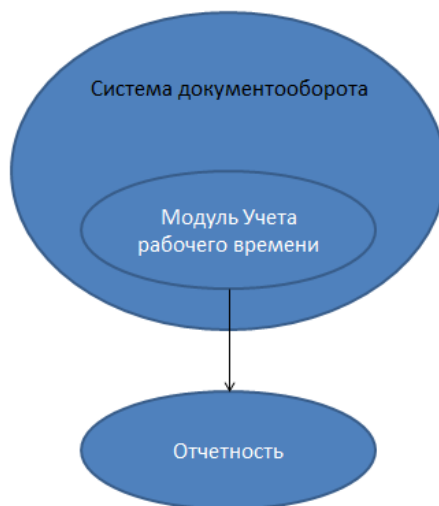 Система документооборота
Модуль Учета
рабочего времени
Отчетность